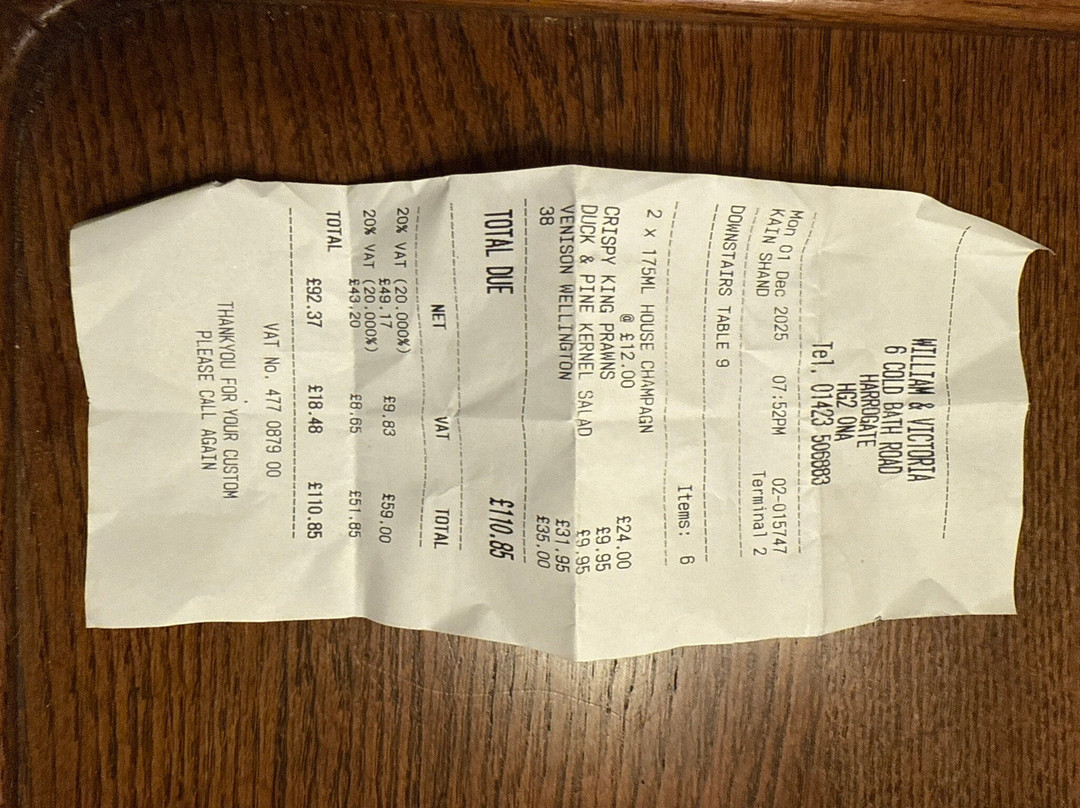 WILLIAM & VICTORIA
6 COLD BATH ROAD
HARROGATE
HG2 0NA
Tel. 01423 506883
Mon 01 Dec 2025 07:52PM 02-015747
KAIN SHAND Terminal 2
DOWNSTAIRS TABLE 9
Items: 6
2 x 175ML HOUSE CHAMPAGN
@ £12.00 £24.00
CRISPY KING PRAWNS £9.95
DUCK & PINE KERNEL SALAD £9.95
VENISON WELLINGTON £31.95
38 £35.00
TOTAL DUE £110.85
NET VAT TOTAL
20% VAT (20.000%)
£49.17 £9.83 £59.00
20% VAT (20.000%)
£43.20 £8.65 £51.85
TOTAL £92.37 £18.48 £110.85
VAT No. 477 0879 00
THANKYOU FOR YOUR CUSTOM
PLEASE CALL AGAIN